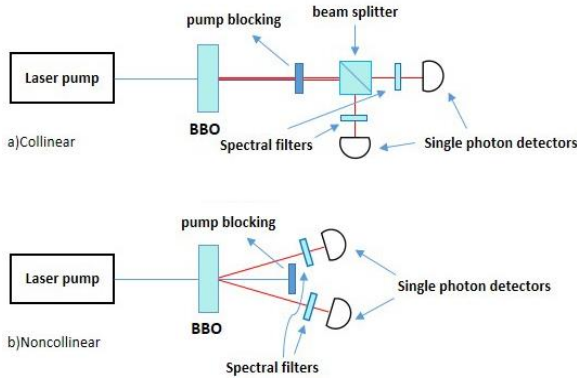 beam splitter
pump blocking
Laser pump
BBO
a)Collinear
Spectral filters
Single photon detectors
pump blocking
Laser pump
Single photon detectors
BBO
b)Noncollinear
Spectral filters